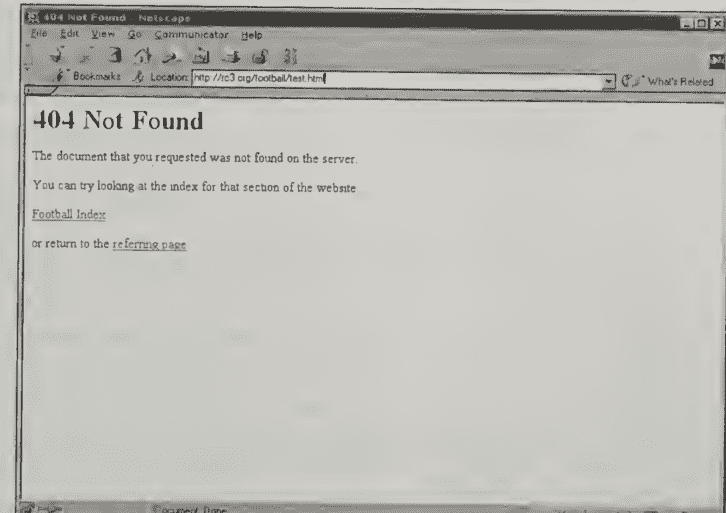 404 Not Found - Netscape
File Edit View Go Communicator Help
Bookmarks Location: http://rc3.org/football/test.html What's Related
404 Not Found
The document that you requested was not found on the server.
You can try looking at the index for that section of the website
Football Index
or return to the referring page
Document Done